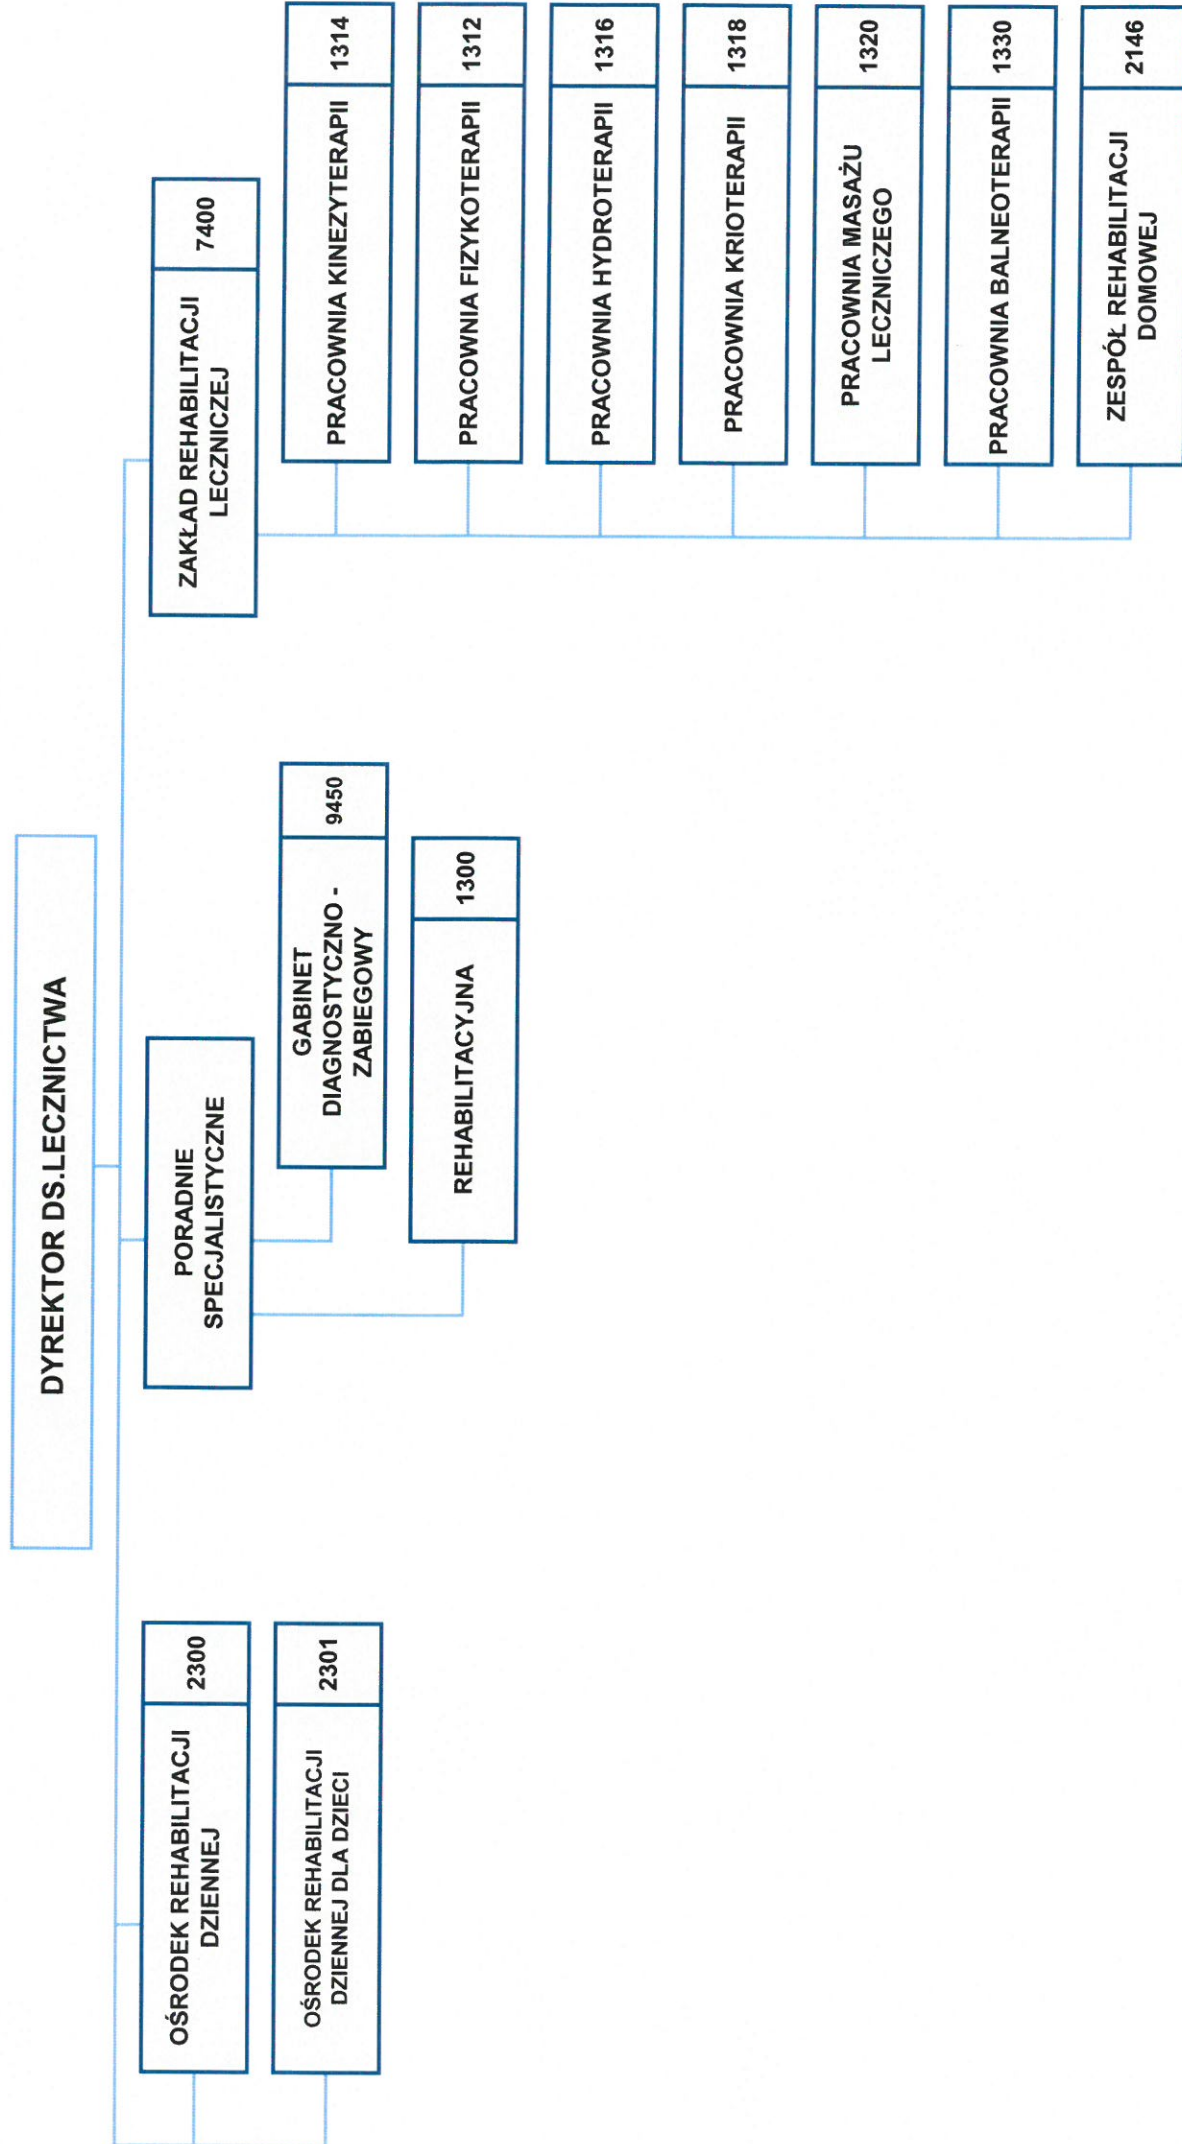 DYREKTOR DS.LECZNICTWA
OŚRODEK REHABILITACJI
DZIENNEJ
2300
OŚRODEK REHABILITACJI
DZIENNEJ DLA DZIECI
2301
PORADNIE
SPECJALISTYCZNE
GABINET
DIAGNOSTYCZNO -
ZABIEGOWY
9450
REHABILITACYJNA
1300
ZAKŁAD REHABILITACJI
LECZNICZEJ
7400
PRACOWNIA KINEZYTERAPII
1314
PRACOWNIA FIZYKOTERAPII
1312
PRACOWNIA HYDROTERAPII
1316
PRACOWNIA KRIOTERAPII
1318
PRACOWNIA MASAŻU
LECZNICZEGO
1320
PRACOWNIA BALNEOTERAPII
1330
ZESPÓŁ REHABILITACJI
DOMOWEJ
2146